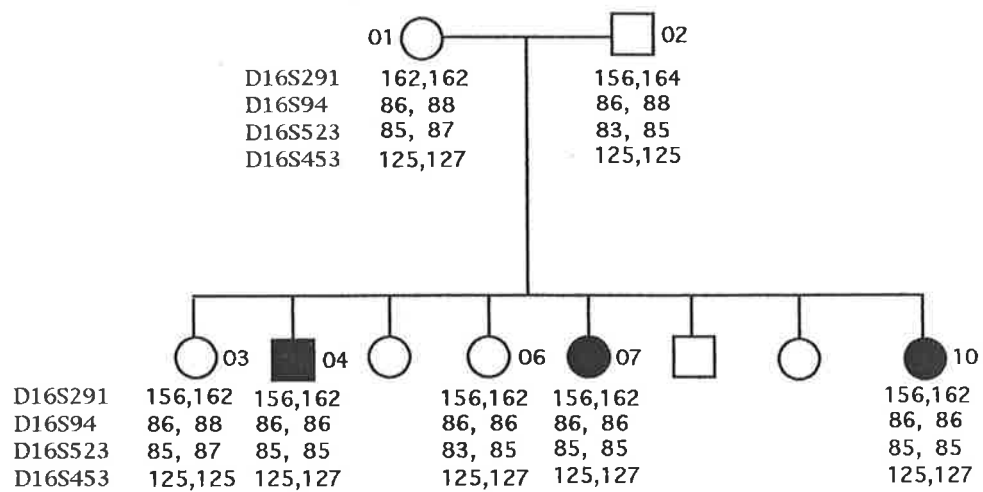 01 02
D16S291 162,162 156,164
D16S94 86, 88 86, 88
D16S523 85, 87 83, 85
D16S453 125,127 125,125
03 04 06 07 10
D16S291 156,162 156,162 156,162 156,162 156,162
D16S94 86, 88 86, 86 86, 86 86, 86 86, 86
D16S523 85, 87 85, 85 83, 85 85, 85 85, 85
D16S453 125,125 125,127 125,127 125,127 125,127